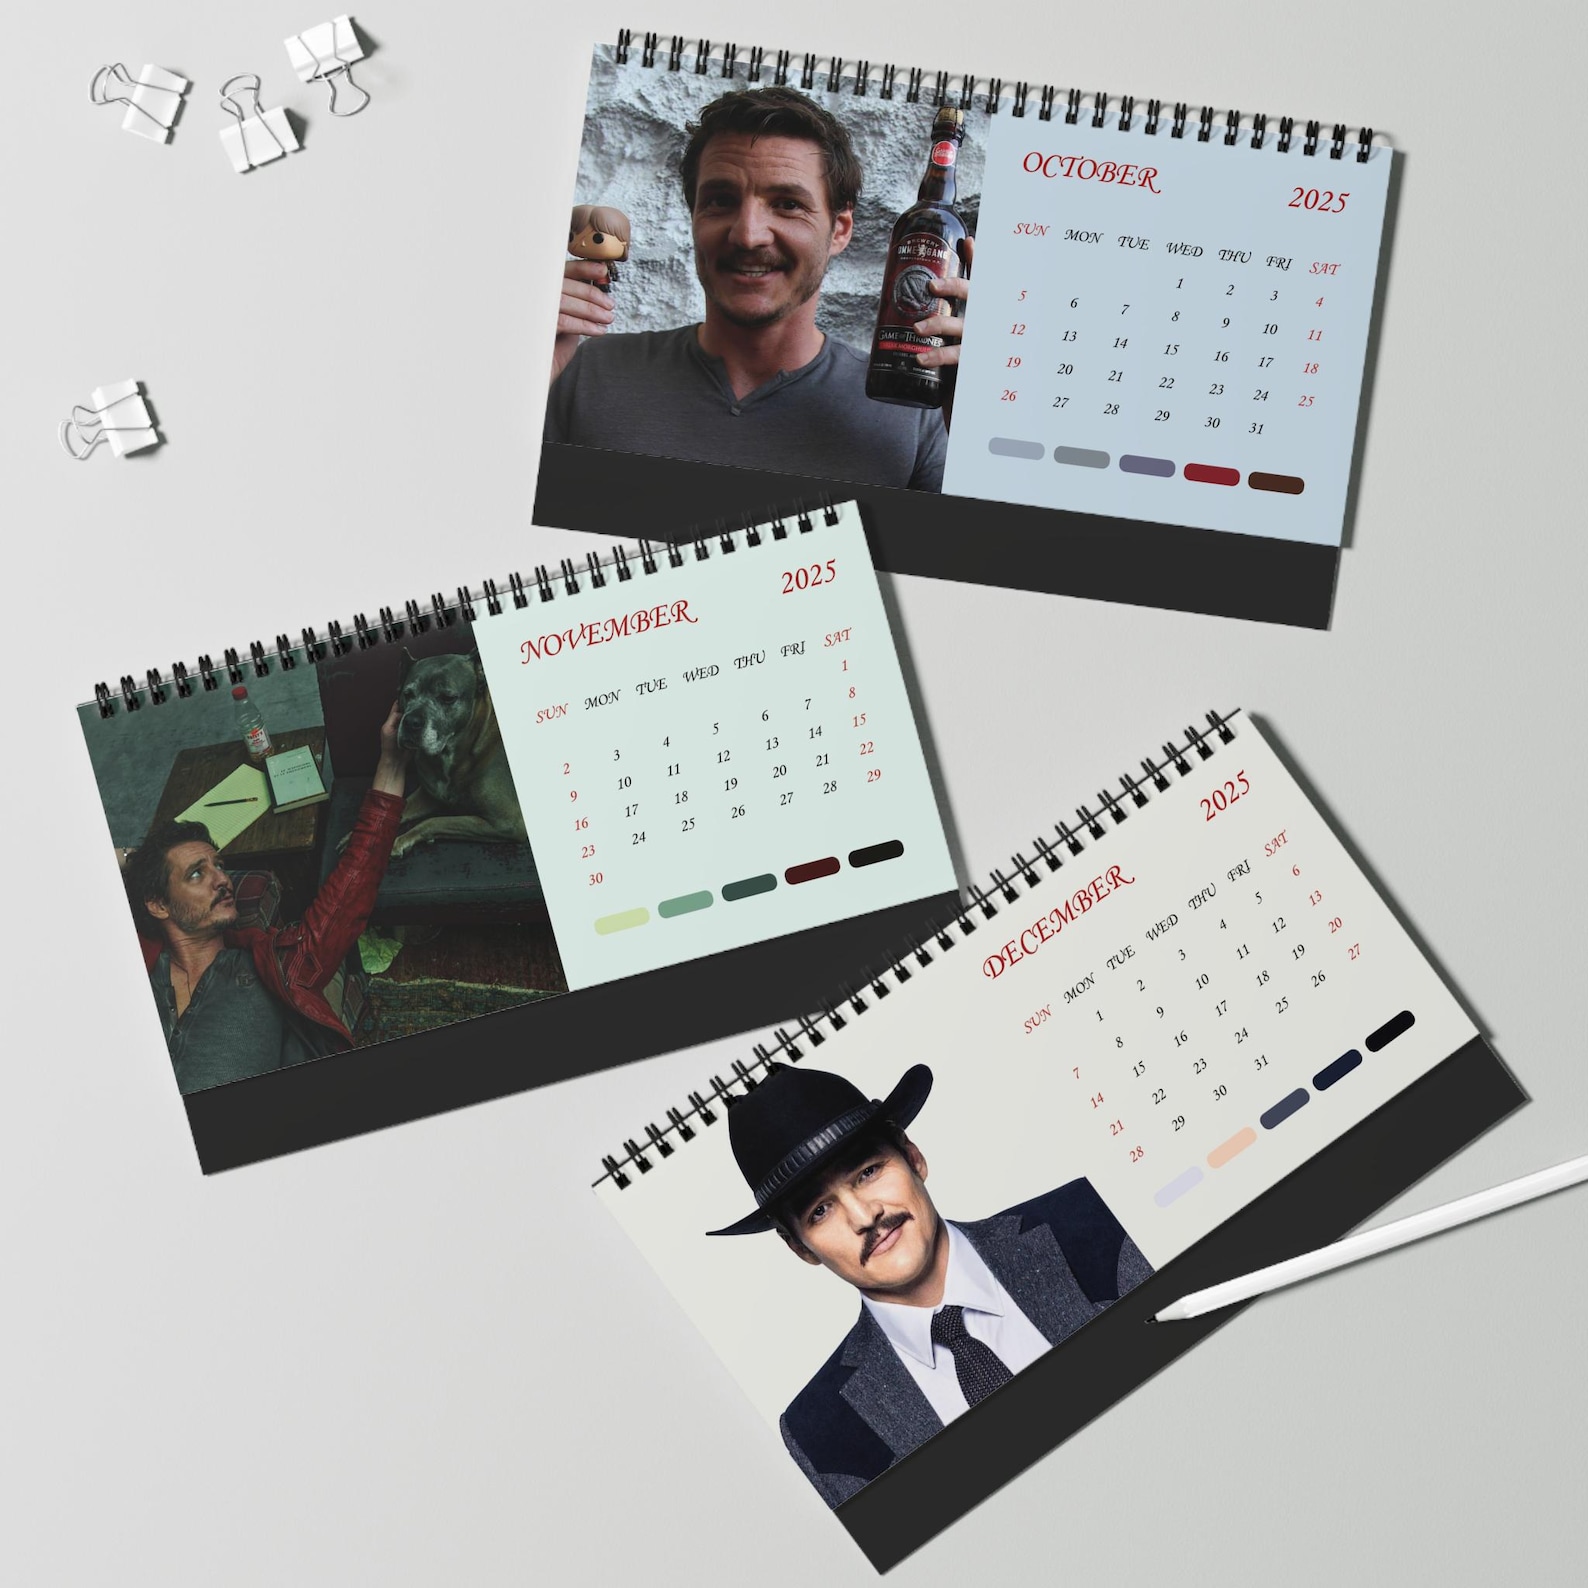 OCTOBER 2025
SUN MON TUE WED THU FRI SAT
1 2 3 4
5 6 7 8 9 10 11
12 13 14 15 16 17 18
19 20 21 22 23 24 25
26 27 28 29 30 31
BREWERY
OMMEGANG
GAME OF THRONES
NOVEMBER 2025
SUN MON TUE WED THU FRI SAT
1
2 3 4 5 6 7 8
9 10 11 12 13 14 15
16 17 18 19 20 21 22
23 24 25 26 27 28 29
30
DECEMBER 2025
SUN MON TUE WED THU FRI SAT
1 2 3 4 5 6
7 8 9 10 11 12 13
14 15 16 17 18 19 20
21 22 23 24 25 26 27
28 29 30 31